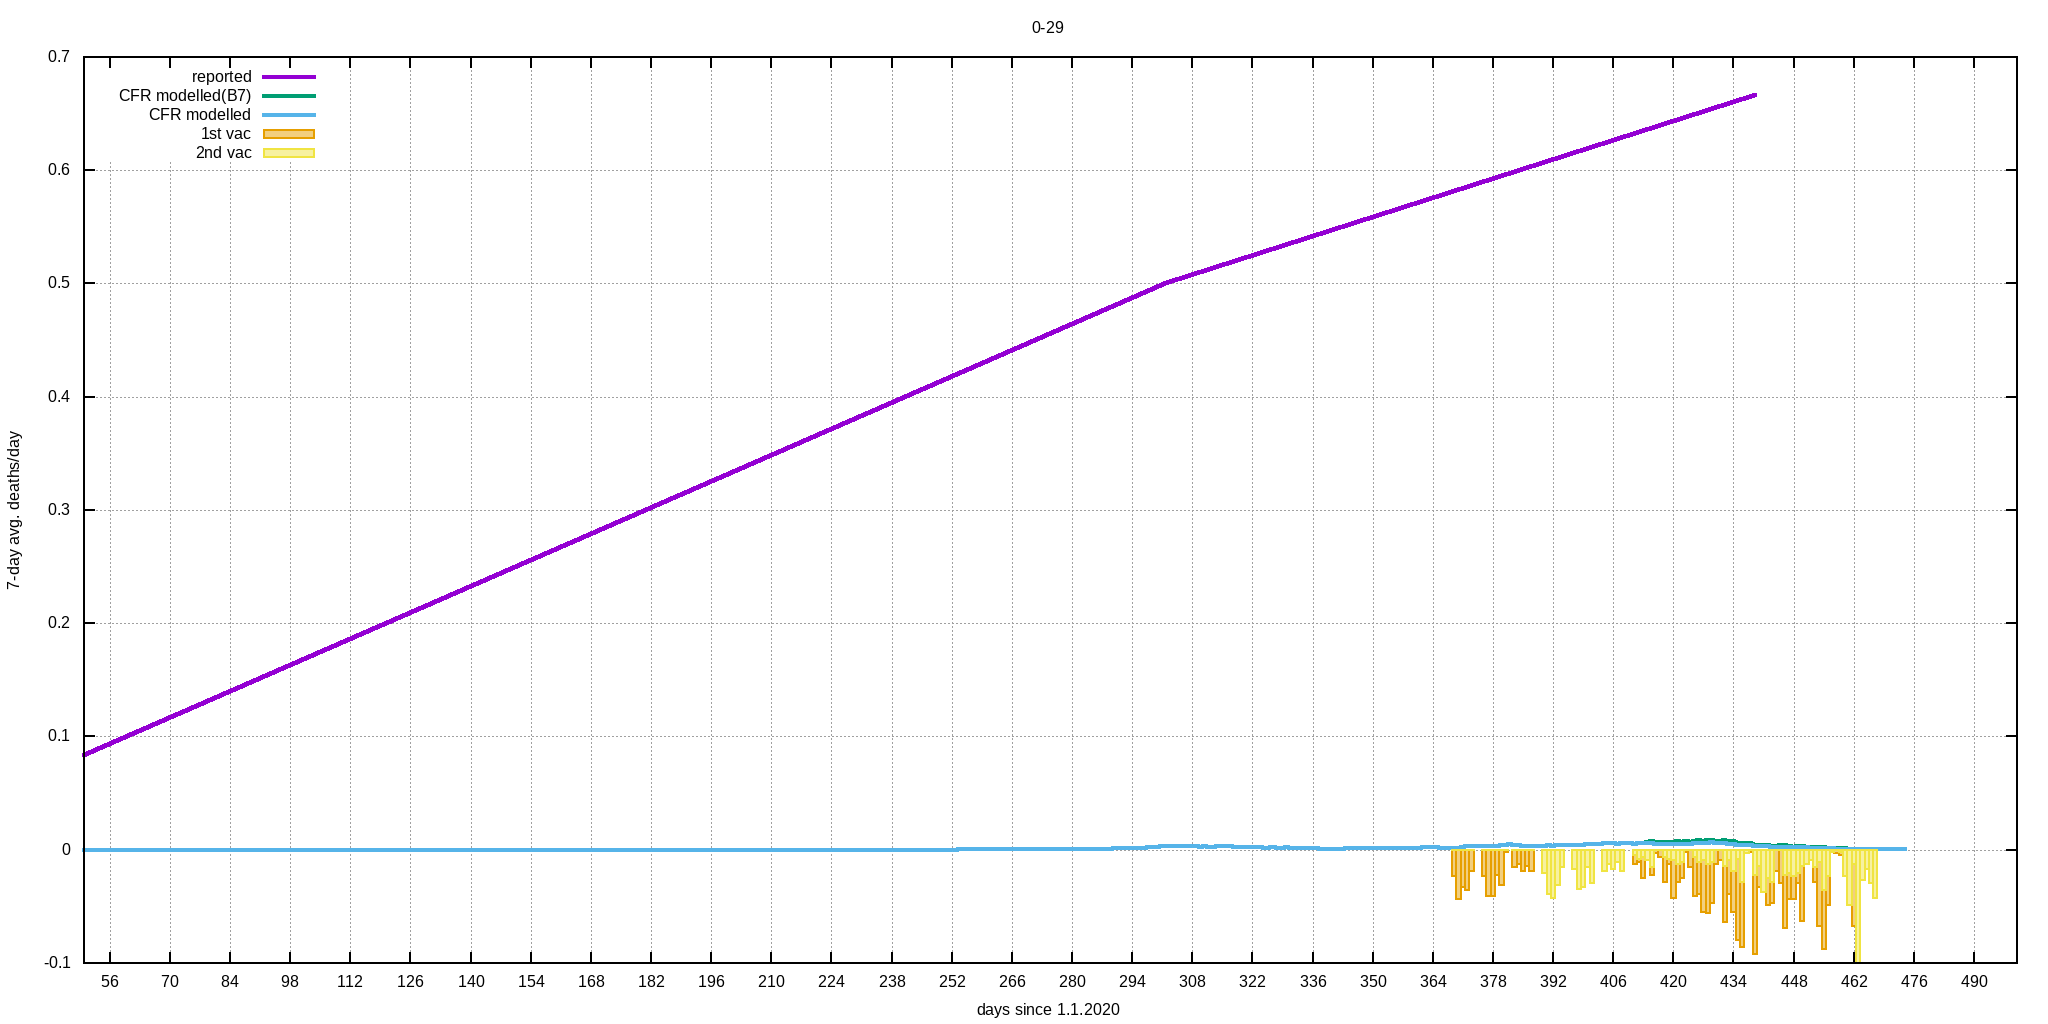 0-29
0.7
0.6
0.5
0.4
0.3
0.2
0.1
0
-0.1
reported
CFR modelled(B7)
CFR modelled
1st vac
2nd vac
7-day avg. deaths/day
56 70 84 98 112 126 140 154 168 182 196 210 224 238 252 266 280 294 308 322 336 350 364 378 392 406 420 434 448 462 476 490
days since 1.1.2020